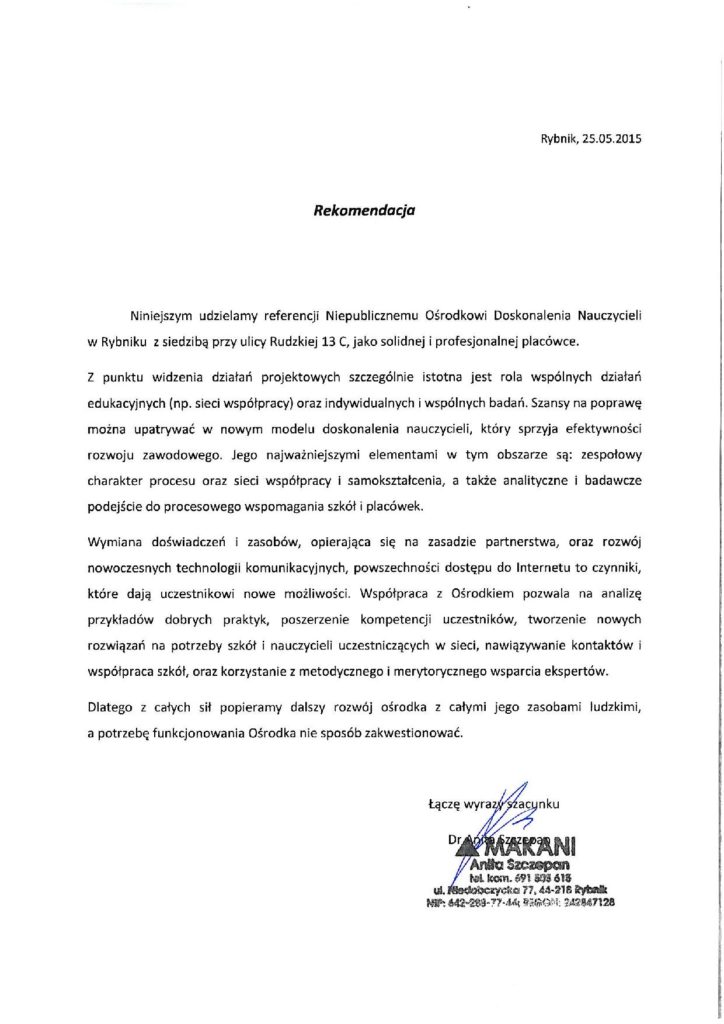 Rybnik, 25.05.2015
Rekomendacja
Niniejszym udzielamy referencji Niepublicznemu Ośrodkowi Doskonalenia Nauczycieli
w Rybniku z siedzibą przy ulicy Rudzkiej 13 C, jako solidnej i profesjonalnej placówce.
Z punktu widzenia działań projektowych szczególnie istotna jest rola wspólnych działań
edukacyjnych (np. sieci współpracy) oraz indywidualnych i wspólnych badań. Szansy na poprawę
można upatrywać w nowym modelu doskonalenia nauczycieli, który sprzyja efektywności
rozwoju zawodowego. Jego najważniejszymi elementami w tym obszarze są: zespołowy
charakter procesu oraz sieci współpracy i samokształcenia, a także analityczne i badawcze
podejście do procesowego wspomagania szkół i placówek.
Wymiana doświadczeń i zasobów, opierająca się na zasadzie partnerstwa, oraz rozwój
nowoczesnych technologii komunikacyjnych, powszechności dostępu do Internetu to czynniki,
które dają uczestnikowi nowe możliwości. Współpraca z Ośrodkiem pozwala na analizę
przykładów dobrych praktyk, poszerzenie kompetencji uczestników, tworzenie nowych
rozwiązań na potrzeby szkół i nauczycieli uczestniczących w sieci, nawiązywanie kontaktów i
współpraca szkół, oraz korzystanie z metodycznego i merytorycznego wsparcia ekspertów.
Dlatego z całych sił popieramy dalszy rozwój ośrodka z całymi jego zasobami ludzkimi,
a potrzebę funkcjonowania Ośrodka nie sposób zakwestionować.
Łączę wyrazy szacunku
Dr Anita Szczepan
MAKANI
Anita Szczepan
tel. kom. 691 593 618
ul. Niedobczycka 77, 44-218 Rybnik
NIP: 642-283-77-44; REGON: 242847128